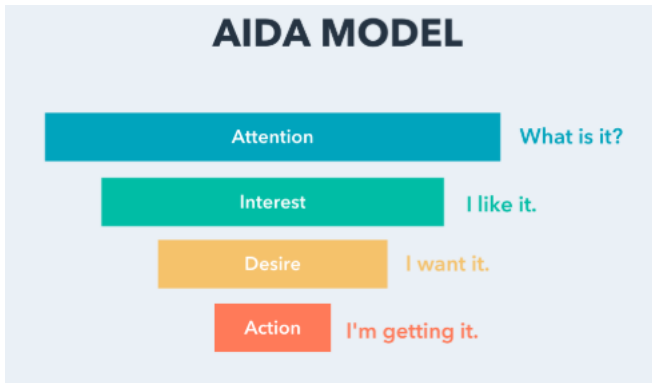 AIDA MODEL
Attention What is it?
Interest I like it.
Desire I want it.
Action I'm getting it.